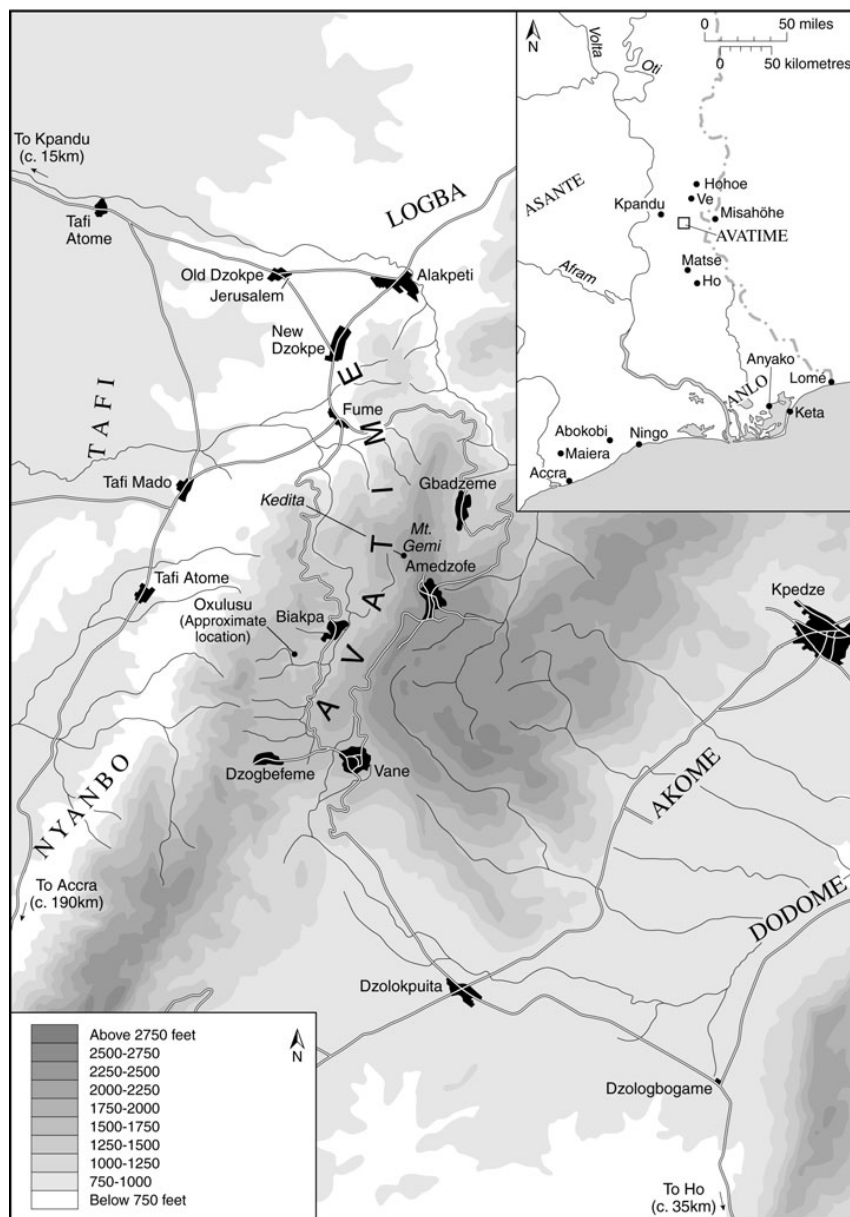 To Kpandu
(c. 15km)
Tafi
Atome
LOGBA
Old Dzokpe
Jerusalem
Alakpeti
New
Dzokpe
TAFI
Fume
Tafi Mado
Kedita
Gbadzeme
Mt.
Gemi
Amedzofe
Tafi Atome
Oxulusu
(Approximate
location)
Biakpa
AVATIME
Kpedze
Dzogbefeme
Vane
NYANBO
AKOME
To Accra
(c. 190km)
DODOME
Dzolokpuita
Dzologbogame
To Ho
(c. 35km)
N
0 50 miles
0 50 kilometres
Volta
Oti
ASANTE
Hohoe
Ve
Kpandu
Misahöhe
AVATIME
Matse
Ho
Afram
Anyako
Lomé
ANLO
Keta
Abokobi
Ningo
Maiera
Accra
Above 2750 feet
2500-2750
2250-2500
2000-2250
1750-2000
1500-1750
1250-1500
1000-1250
750-1000
Below 750 feet
N